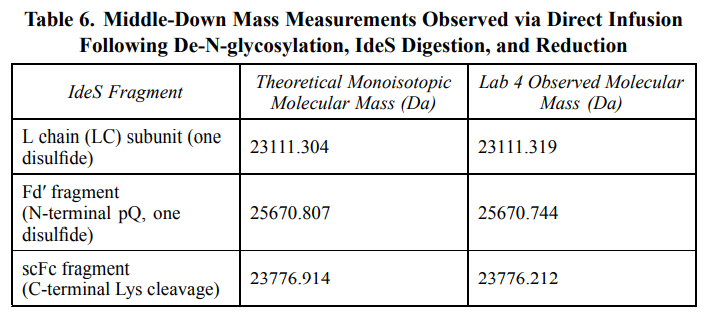 Table 6. Middle-Down Mass Measurements Observed via Direct Infusion
Following De-N-glycosylation, IdeS Digestion, and Reduction
IdeS Fragment
Theoretical Monoisotopic
Molecular Mass (Da)
Lab 4 Observed Molecular
Mass (Da)
L chain (LC) subunit (one
disulfide)
23111.304
23111.319
Fd′ fragment
(N-terminal pQ, one
disulfide)
25670.807
25670.744
scFc fragment
(C-terminal Lys cleavage)
23776.914
23776.212